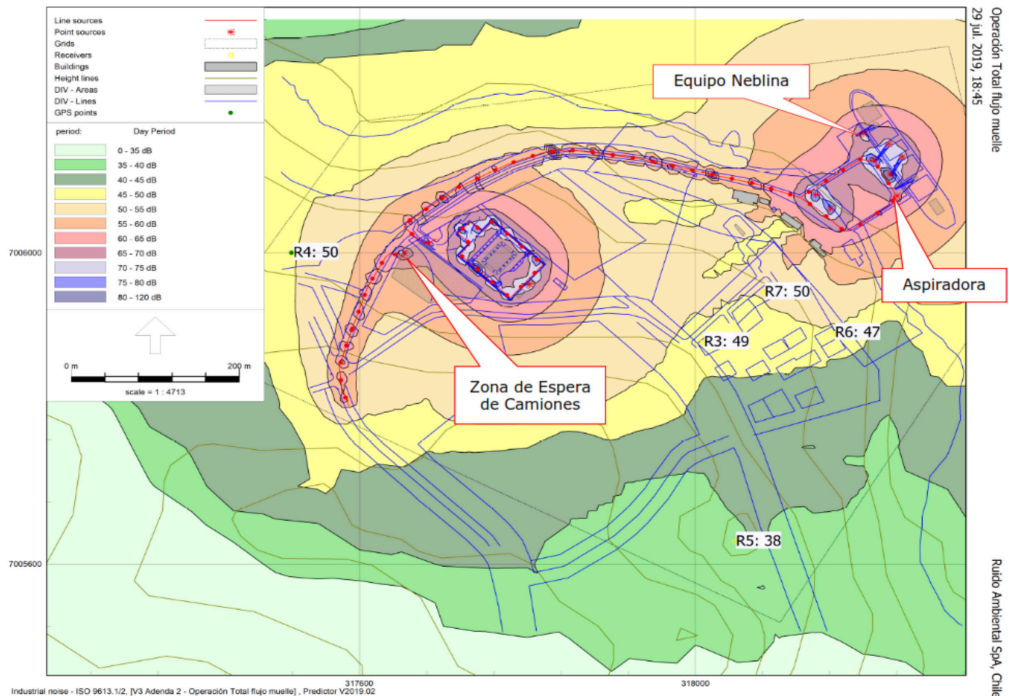 Line sources
Point sources
Grids
Receivers
Buildings
Height lines
DIV - Areas
DIV - Lines
GPS points
period: Day Period
0 - 35 dB
35 - 40 dB
40 - 45 dB
45 - 50 dB
50 - 55 dB
55 - 60 dB
60 - 65 dB
65 - 70 dB
70 - 75 dB
75 - 80 dB
80 - 120 dB
0 m 200 m
scale = 1 : 4713
Operación Total flujo muelle
29 jul. 2019, 18:45
Equipo Neblina
Aspiradora
Zona de Espera
de Camiones
7006000
R4: 50
R7: 50
R3: 49
R6: 47
R5: 38
7005600
317600
318000
Ruido Ambiental SpA, Chile
Industrial noise - ISO 9613.1/2, [V3 Adenda 2 - Operación Total flujo muelle] , Predictor V2019.02